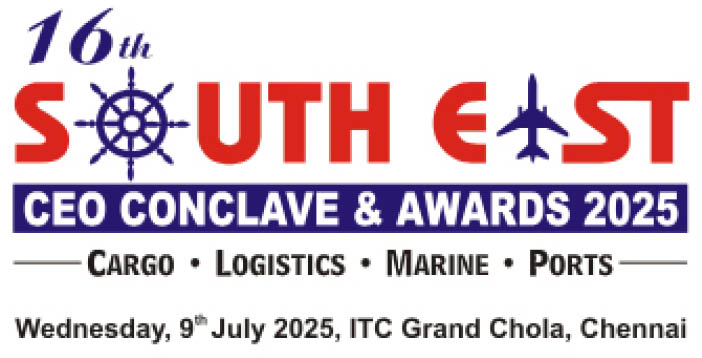 16th
SOUTH EAST
CEO CONCLAVE & AWARDS 2025
CARGO • LOGISTICS • MARINE • PORTS
Wednesday, 9th July 2025, ITC Grand Chola, Chennai